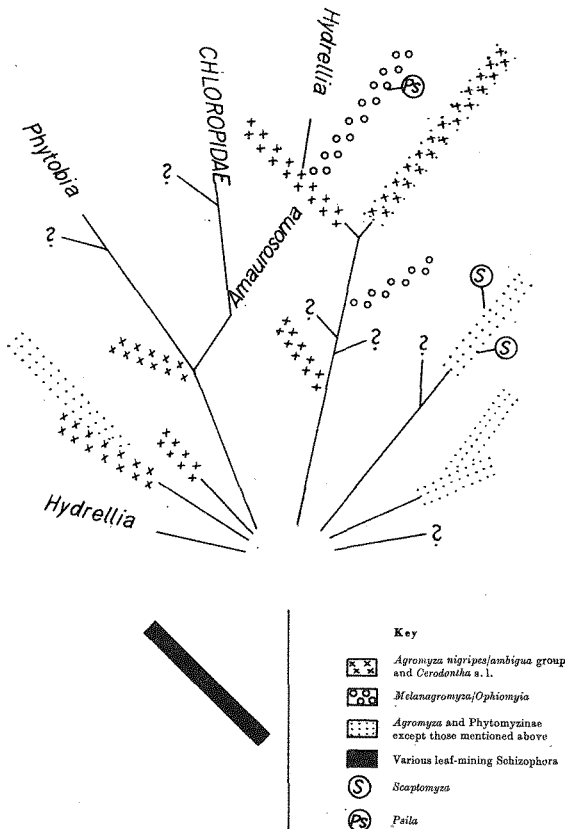 Hydrellia
CHLOROPIDAE
Phytobia
Ps
?
?
Amaurosoma
S
?
?
?
S
Hydrellia
?
Key
Agromyza nigripes/ambigua group
and Cerodontha s. l.
Melanagromyza/Ophiomyia
Agromyza and Phytomyzinae
except those mentioned above
Various leaf-mining Schizophora
S Scaptomyza
Ps Psila